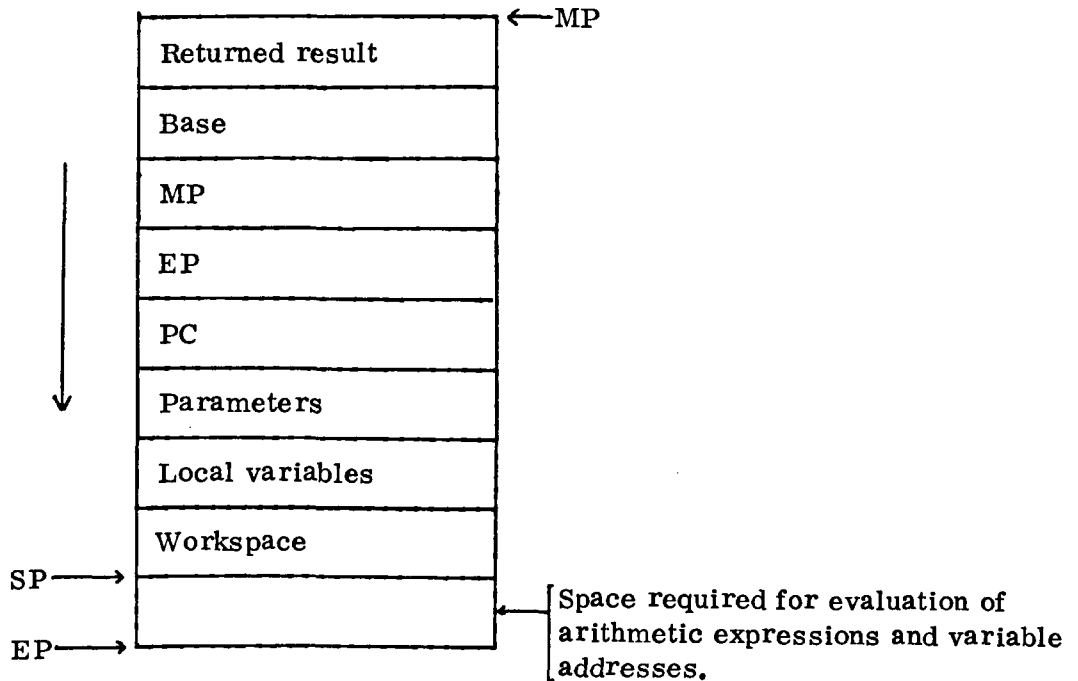 MP
Returned result
Base
MP
EP
PC
Parameters
Local variables
Workspace
SP
EP
Space required for evaluation of
arithmetic expressions and variable
addresses.